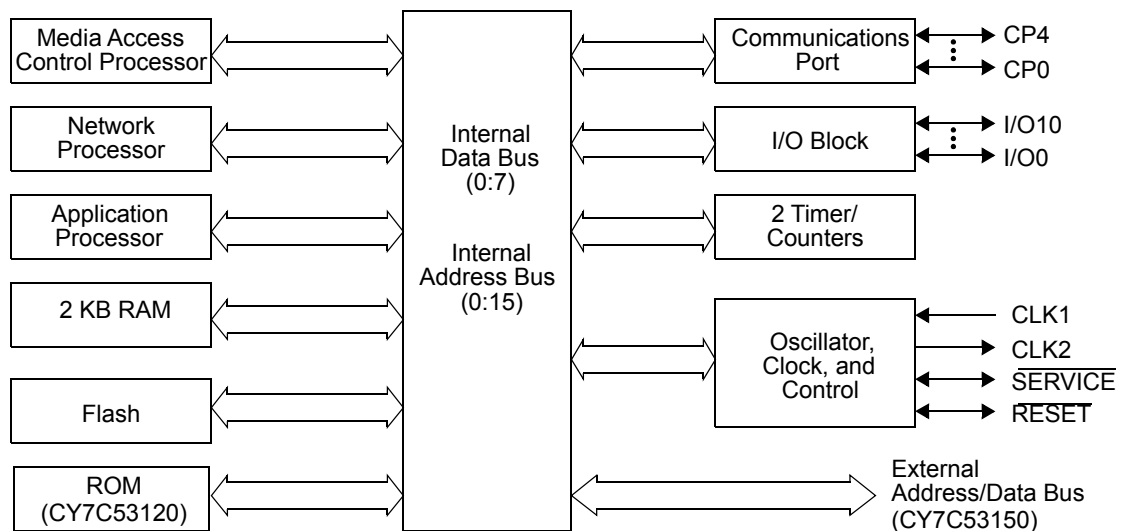 Media Access
Control Processor
Network
Processor
Application
Processor
2 KB RAM
Flash
ROM
(CY7C53120)
Internal
Data Bus
(0:7)
Internal
Address Bus
(0:15)
Communications
Port
CP4
CP0
I/O Block
I/O10
I/O0
2 Timer/
Counters
Oscillator,
Clock, and
Control
CLK1
CLK2
SERVICE
RESET
External
Address/Data Bus
(CY7C53150)